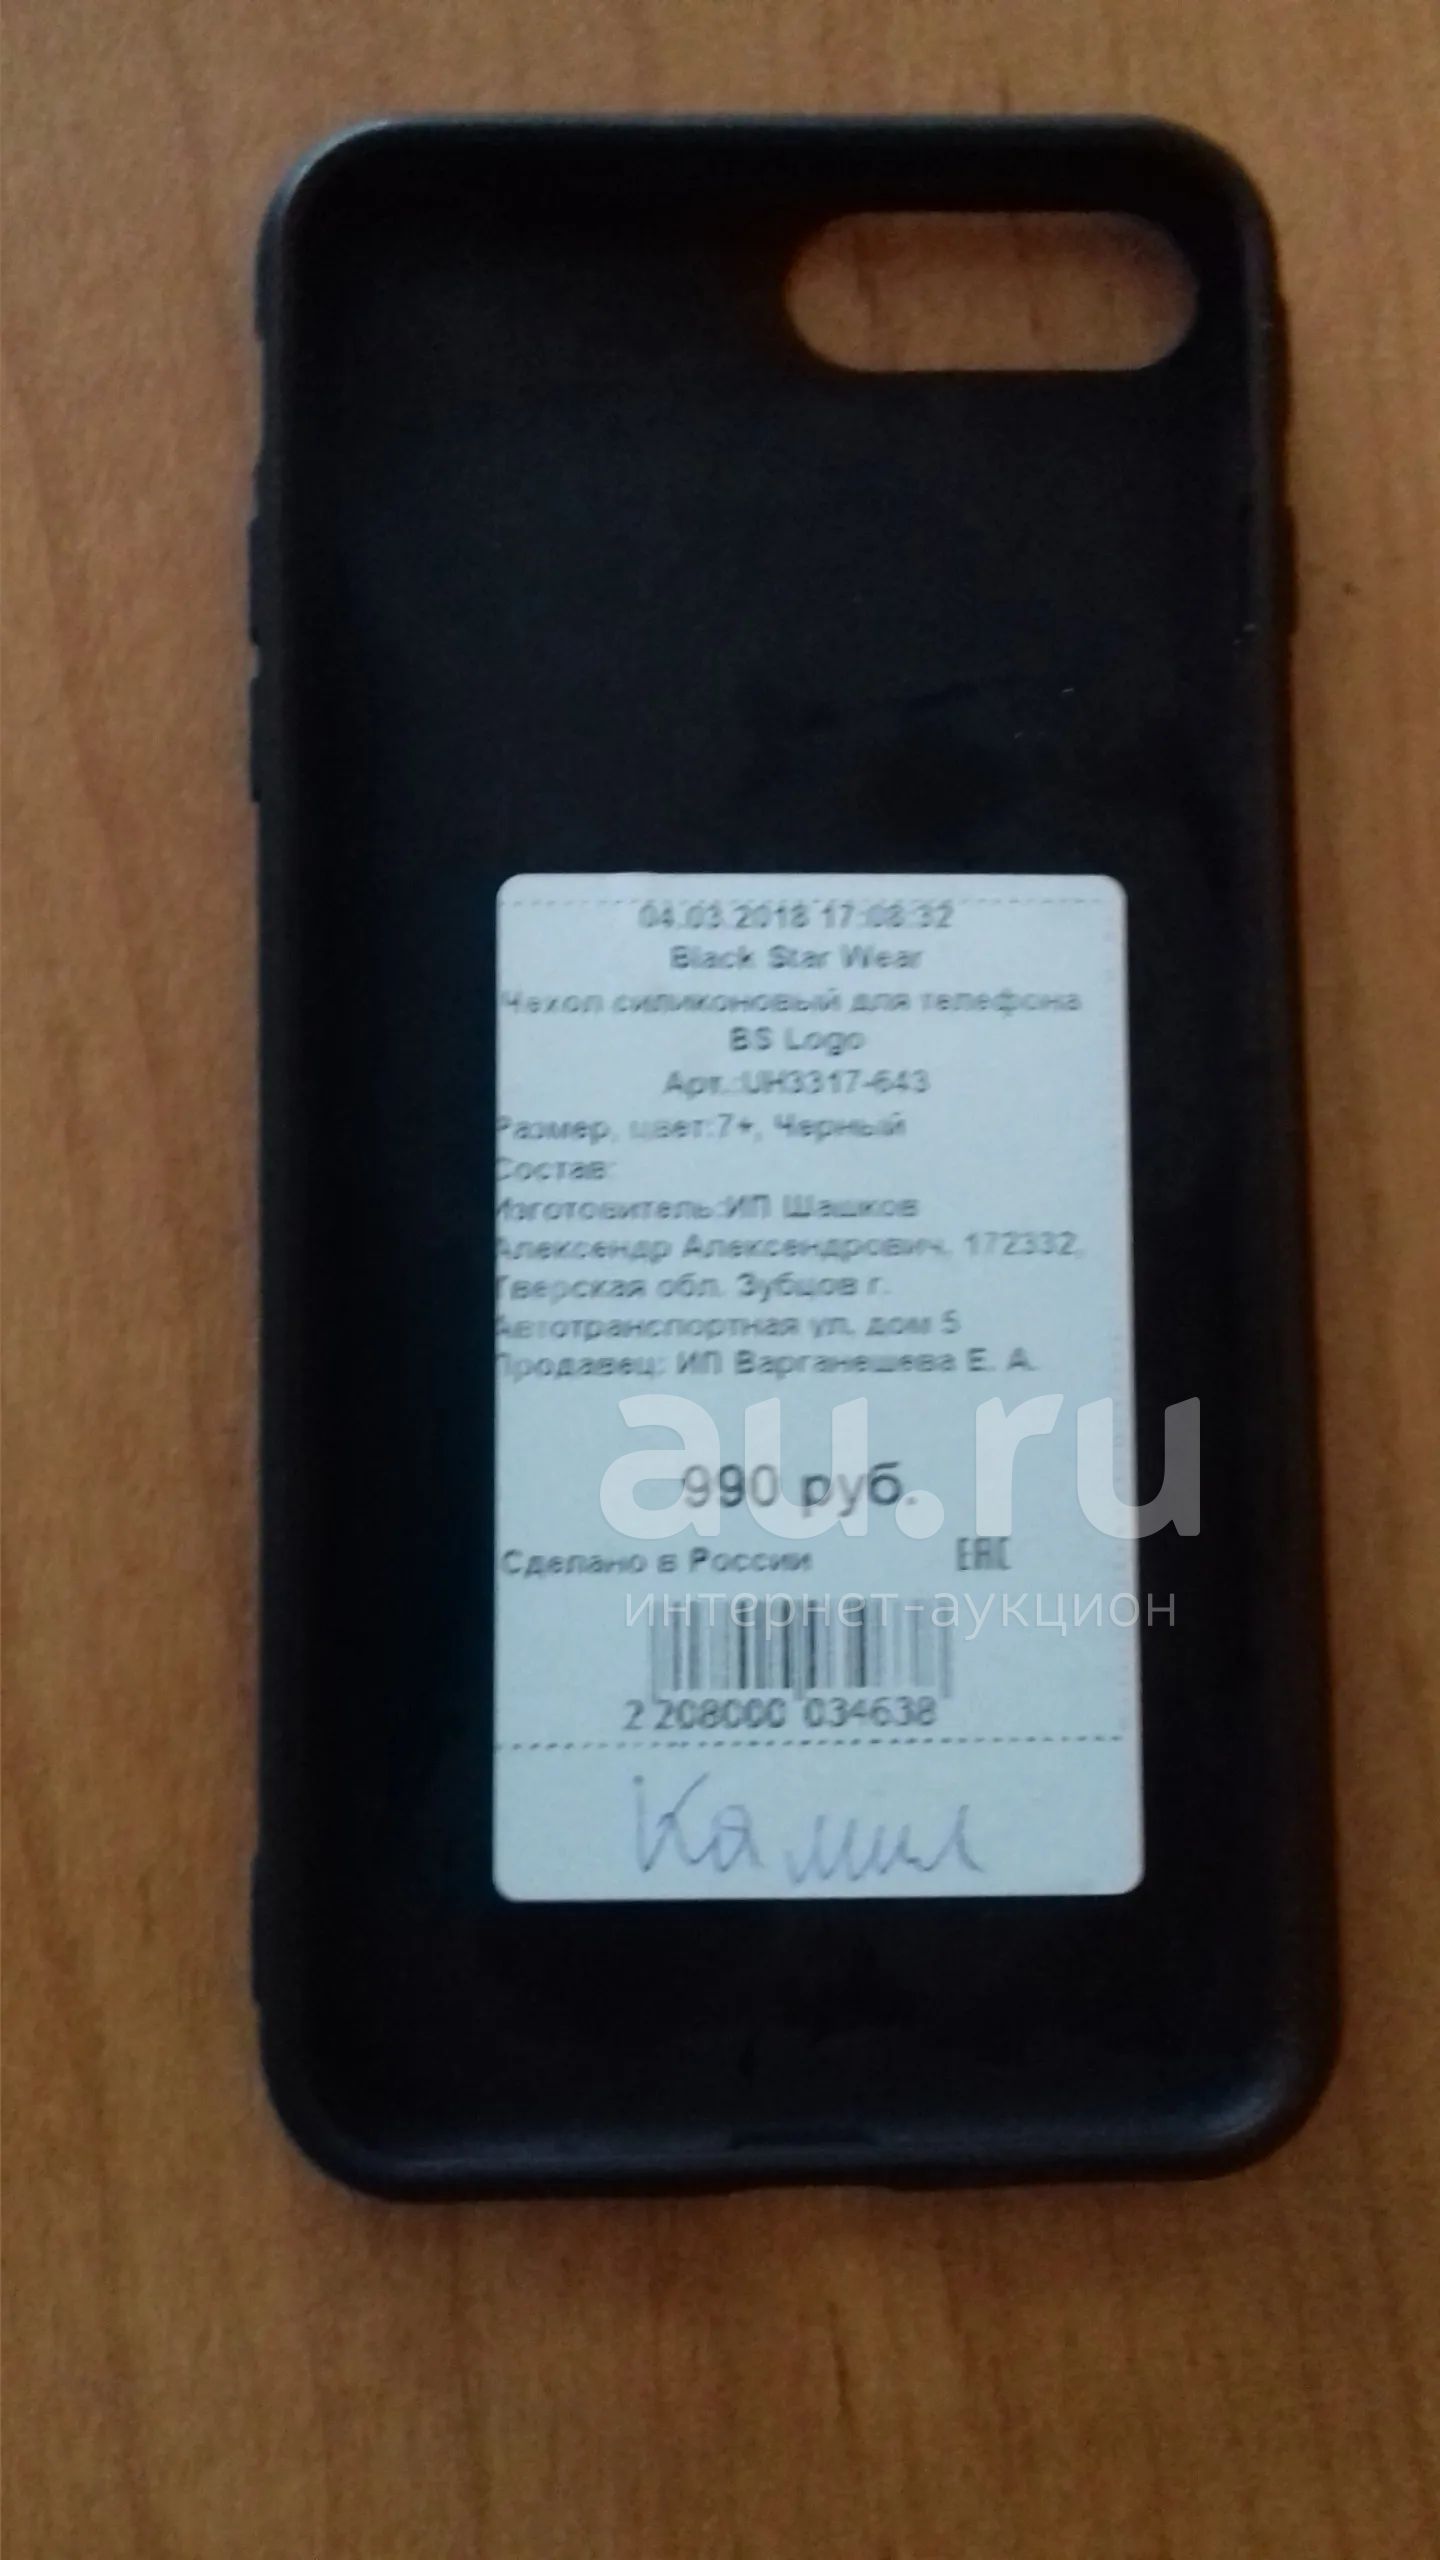 04.03.2018 17:08:32
Black Star Wear
Чехол силиконовый для телефона
BS Logo
Арт.:UH3317-643
Размер, цвет:7+, Черный
Состав:
Изготовитель:ИП Шашков
Александр Александрович, 172332,
Тверская обл. Зубцов г.
Автотранспортная ул. дом 5
Продавец: ИП Варганешева Е. А.
au.ru
990 руб.
Сделано в России EAC
интернет-аукцион
2 208000 034638
Камил